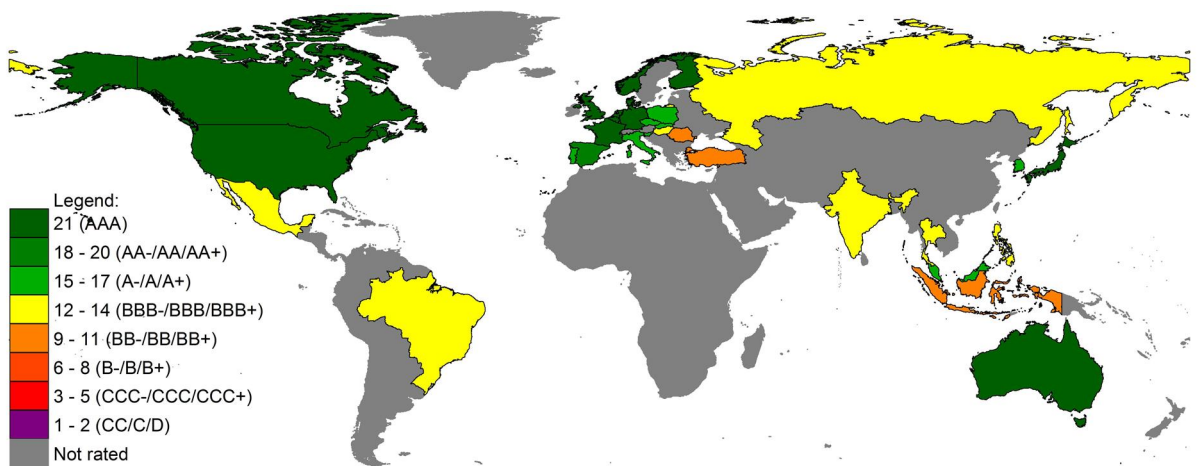 Legend:
21 (AAA)
18 - 20 (AA-/AA/AA+)
15 - 17 (A-/A/A+)
12 - 14 (BBB-/BBB/BBB+)
9 - 11 (BB-/BB/BB+)
6 - 8 (B-/B/B+)
3 - 5 (CCC-/CCC/CCC+)
1 - 2 (CC/C/D)
Not rated